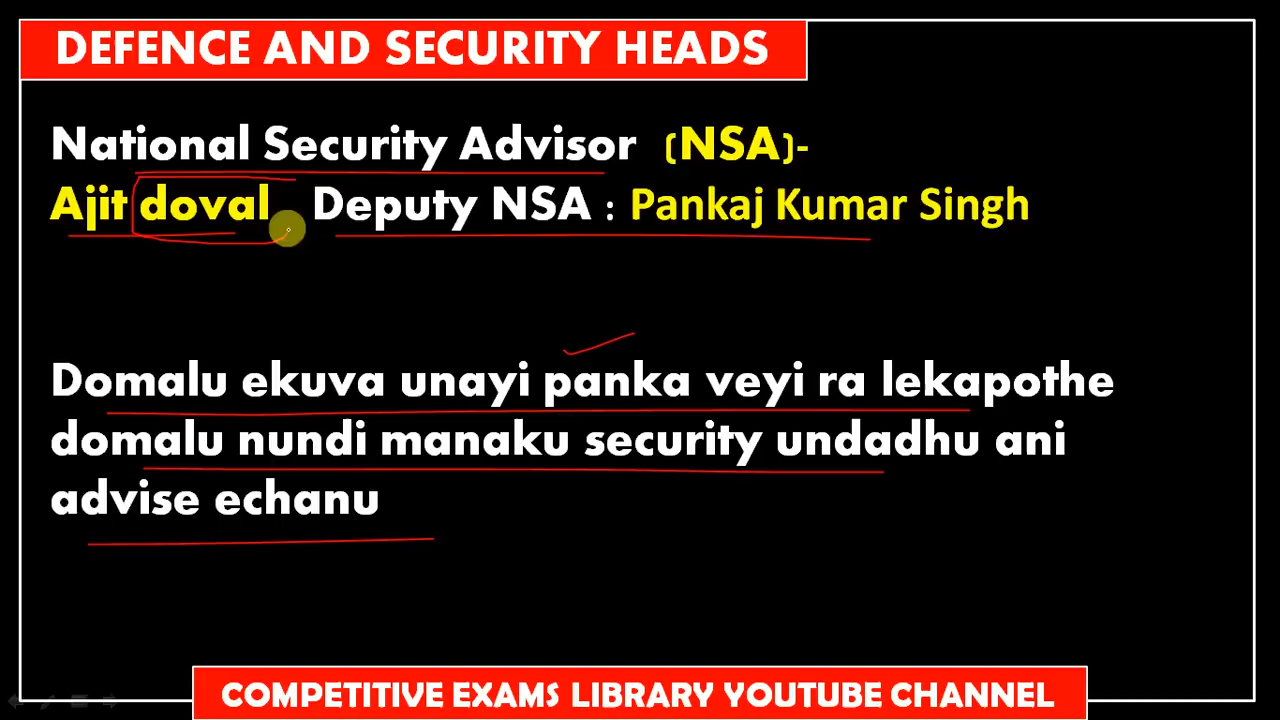 DEFENCE AND SECURITY HEADS
National Security Advisor (NSA)-
Ajit doval Deputy NSA : Pankaj Kumar Singh
Domalu ekuva unayi panka veyi ra lekapothe
domalu nundi manaku security undadhu ani
advise echanu
COMPETITIVE EXAMS LIBRARY YOUTUBE CHANNEL